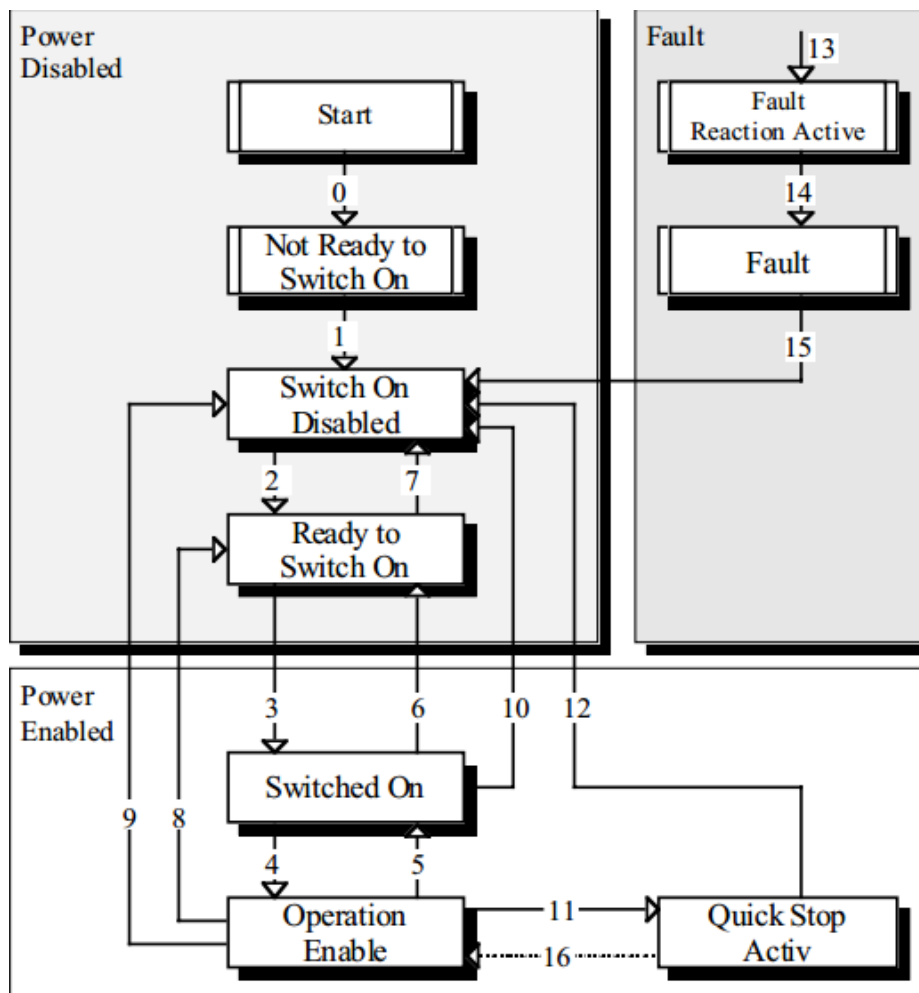 Power
Disabled
Fault
13
Start
Fault
Reaction Active
0
14
Not Ready to
Switch On
Fault
1
15
Switch On
Disabled
2
7
Ready to
Switch On
Power
Enabled
3
6
10
12
Switched On
9
8
4
5
Operation
Enable
11
16
Quick Stop
Activ